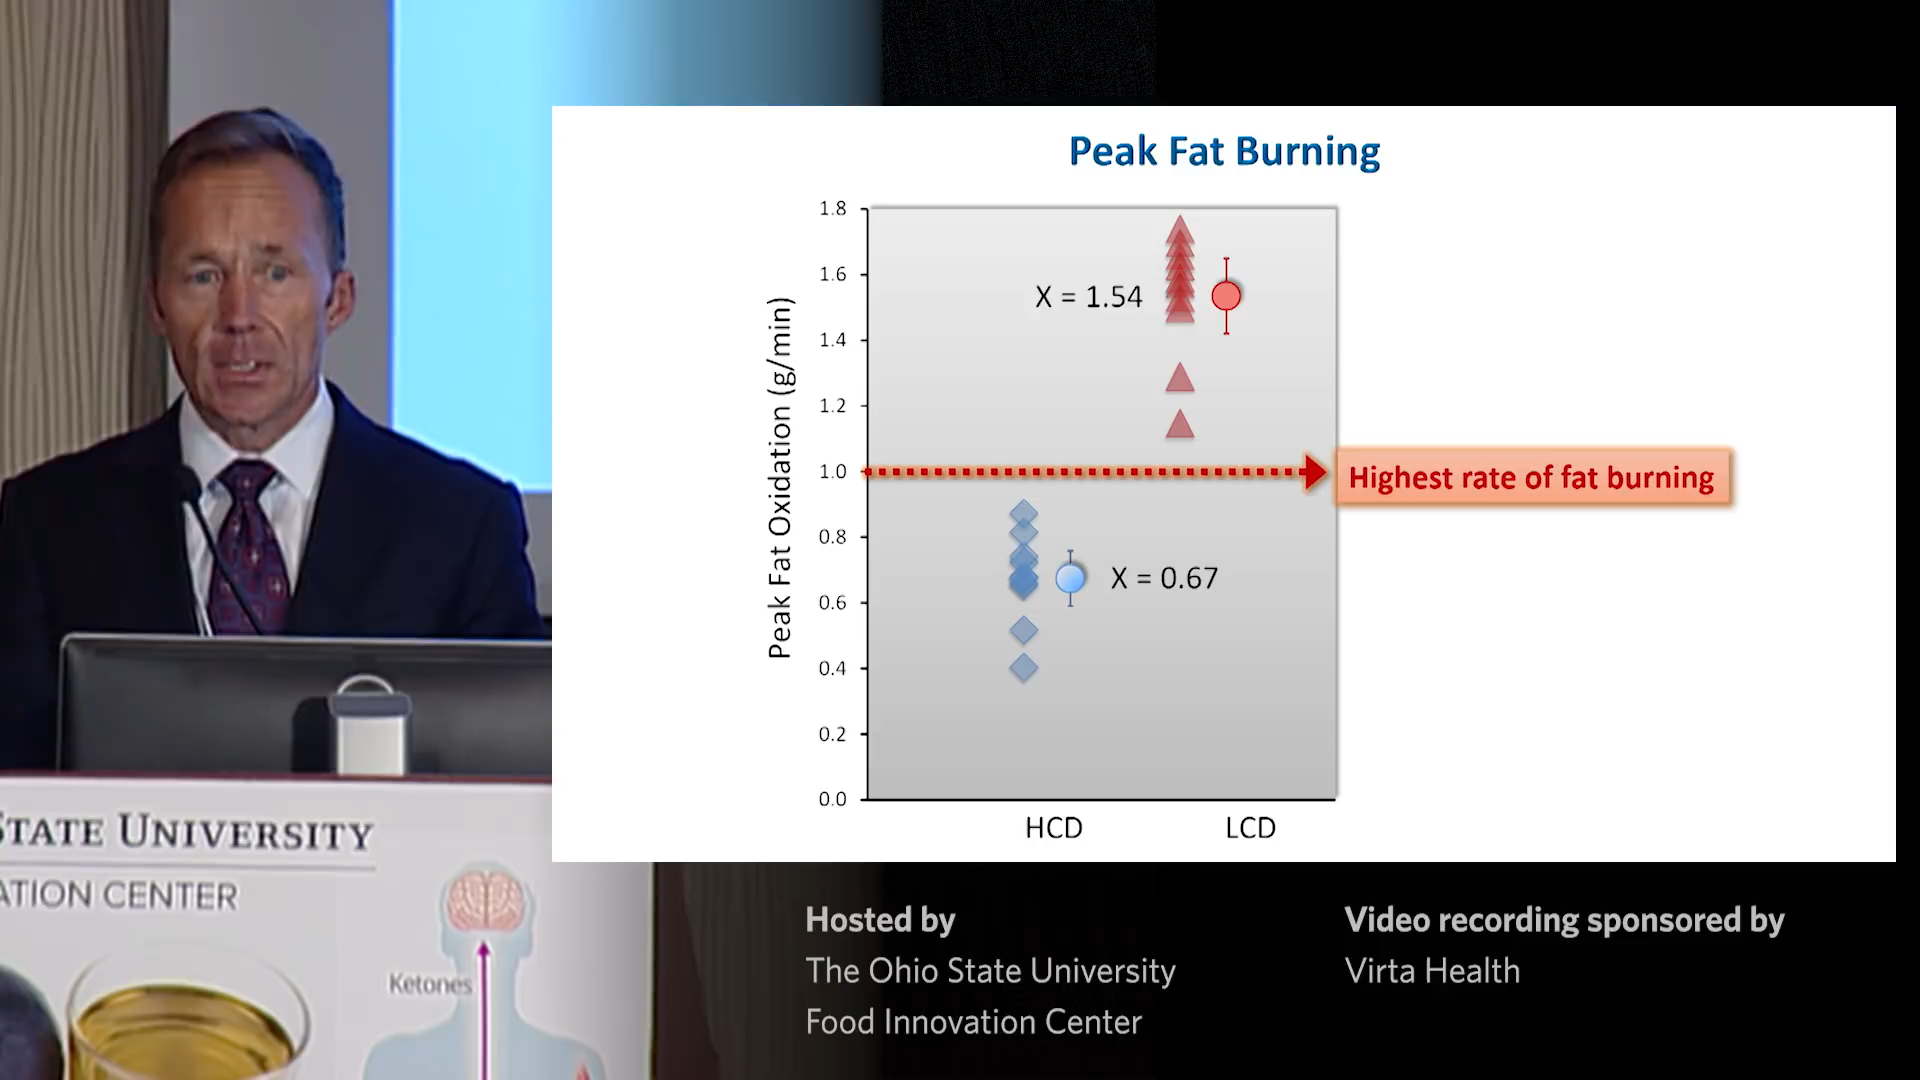 Peak Fat Burning
Peak Fat Oxidation (g/min)
1.8
1.6
1.4
1.2
1.0
0.8
0.6
0.4
0.2
0.0
X = 1.54
Highest rate of fat burning
X = 0.67
HCD LCD
STATE UNIVERSITY
ATION CENTER
Ketones
Hosted by
The Ohio State University
Food Innovation Center
Video recording sponsored by
Virta Health